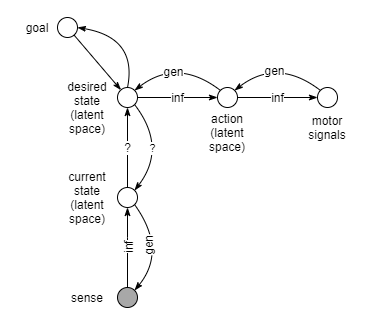 goal
gen
gen
desired
state
(latent
space)
inf
inf
action
(latent
space)
motor
signals
?
?
current
state
(latent
space)
inf
gen
sense